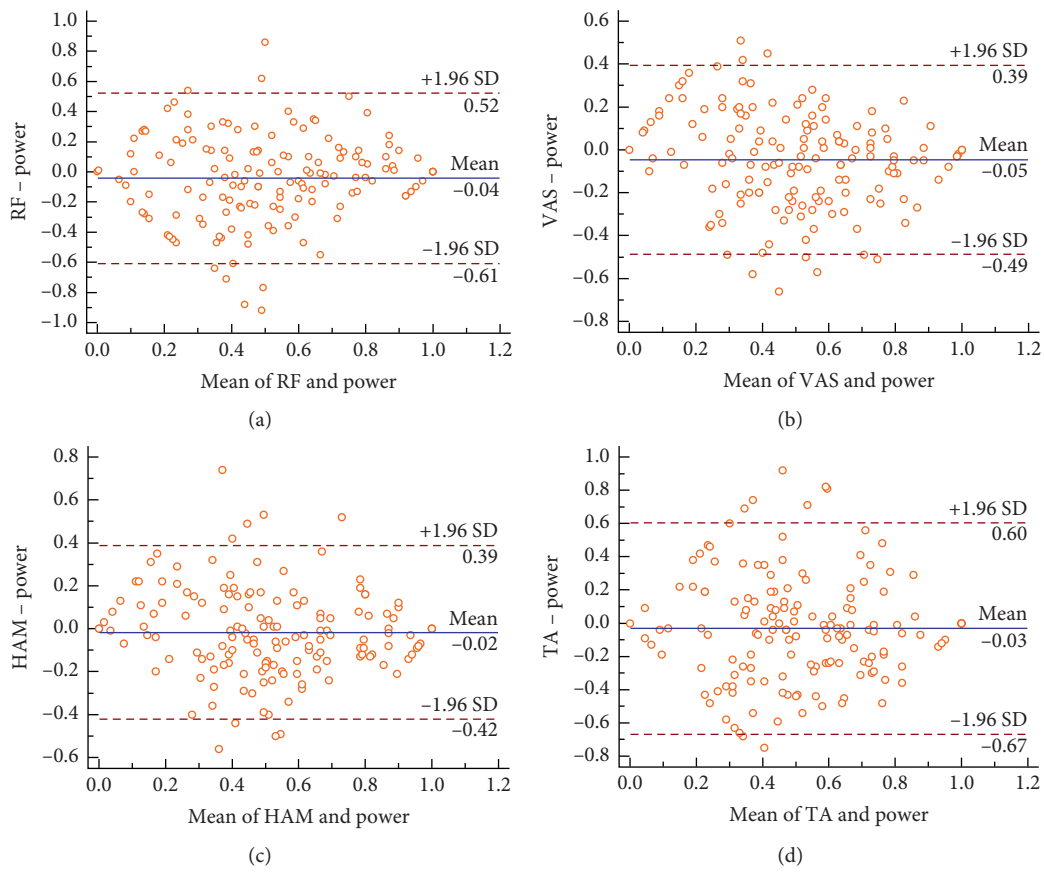 1.0
0.8
0.6
0.4
0.2
0.0
−0.2
−0.4
−0.6
−0.8
−1.0
RF – power
+1.96 SD
0.52
Mean
−0.04
−1.96 SD
−0.61
0.0 0.2 0.4 0.6 0.8 1.0 1.2
Mean of RF and power
(a)
0.6
0.4
0.2
0.0
−0.2
−0.4
−0.6
−0.8
VAS – power
+1.96 SD
0.39
Mean
−0.05
−1.96 SD
−0.49
0.0 0.2 0.4 0.6 0.8 1.0 1.2
Mean of VAS and power
(b)
0.8
0.6
0.4
0.2
0.0
−0.2
−0.4
−0.6
HAM – power
+1.96 SD
0.39
Mean
−0.02
−1.96 SD
−0.42
0.0 0.2 0.4 0.6 0.8 1.0 1.2
Mean of HAM and power
(c)
1.0
0.8
0.6
0.4
0.2
0.0
−0.2
−0.4
−0.6
−0.8
TA – power
+1.96 SD
0.60
Mean
−0.03
−1.96 SD
−0.67
0.0 0.2 0.4 0.6 0.8 1.0 1.2
Mean of TA and power
(d)